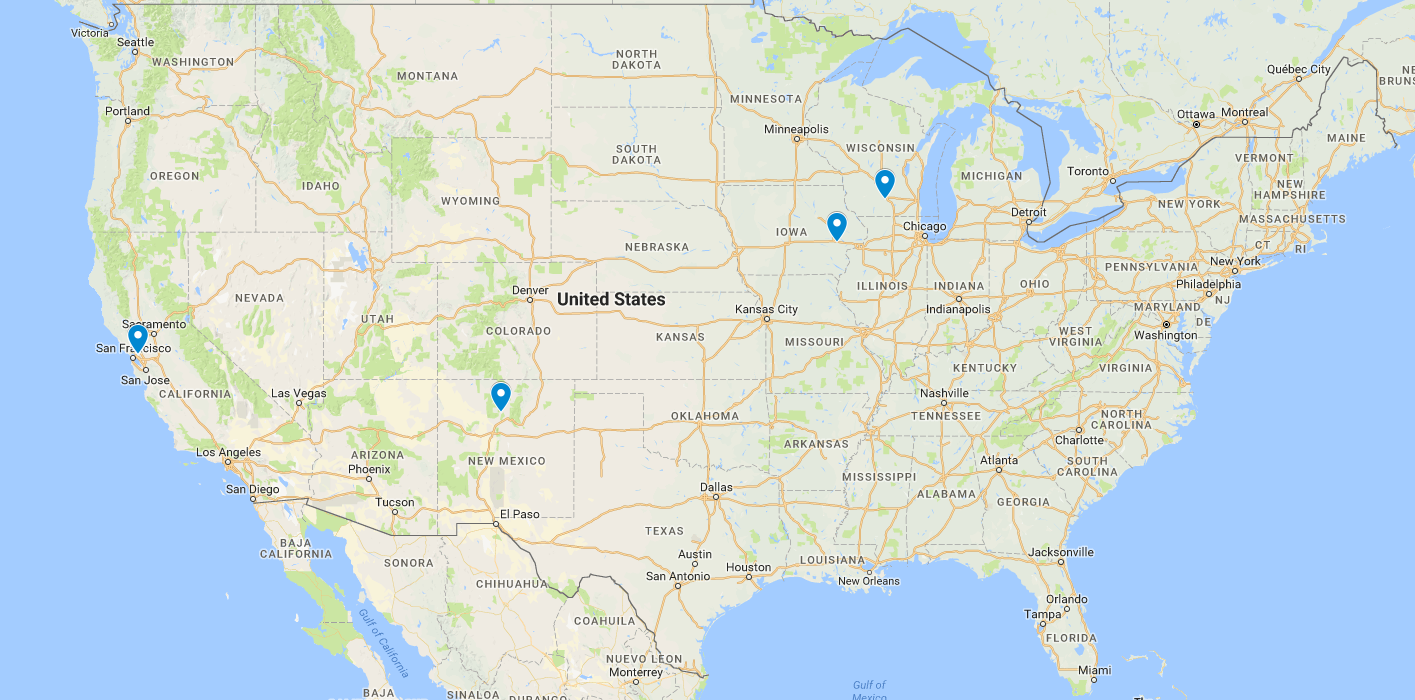 Victoria
Seattle
WASHINGTON
MONTANA
NORTH
DAKOTA
MINNESOTA
Québec City
NE
BRUNS
Portland
Minneapolis
Ottawa
Montreal
MAINE
OREGON
IDAHO
SOUTH
DAKOTA
WISCONSIN
MICHIGAN
Toronto
VERMONT
NEW
HAMPSHIRE
WYOMING
IOWA
Chicago
Detroit
NEW YORK
MASSACHUSETTS
CT
RI
NEBRASKA
NEVADA
UTAH
Denver
United States
COLORADO
ILLINOIS
INDIANA
OHIO
PENNSYLVANIA
New York
Philadelphia
NJ
Kansas City
Indianapolis
MARYLAND
DE
Sacramento
San Francisco
San Jose
CALIFORNIA
Las Vegas
KANSAS
MISSOURI
WEST
VIRGINIA
Washington
KENTUCKY
VIRGINIA
Nashville
TENNESSEE
NORTH
CAROLINA
Charlotte
OKLAHOMA
ARKANSAS
Los Angeles
San Diego
ARIZONA
Phoenix
Tucson
NEW MEXICO
El Paso
Dallas
MISSISSIPPI
ALABAMA
Atlanta
GEORGIA
SOUTH
CAROLINA
BAJA
CALIFORNIA
SONORA
CHIHUAHUA
TEXAS
Austin
San Antonio
Houston
LOUISIANA
New Orleans
Jacksonville
Orlando
Tampa
FLORIDA
Miami
Gulf of California
COAHUILA
NUEVO LEON
Monterrey
BAJA
SINALOA
DURANGO
Gulf of
Mexico
The